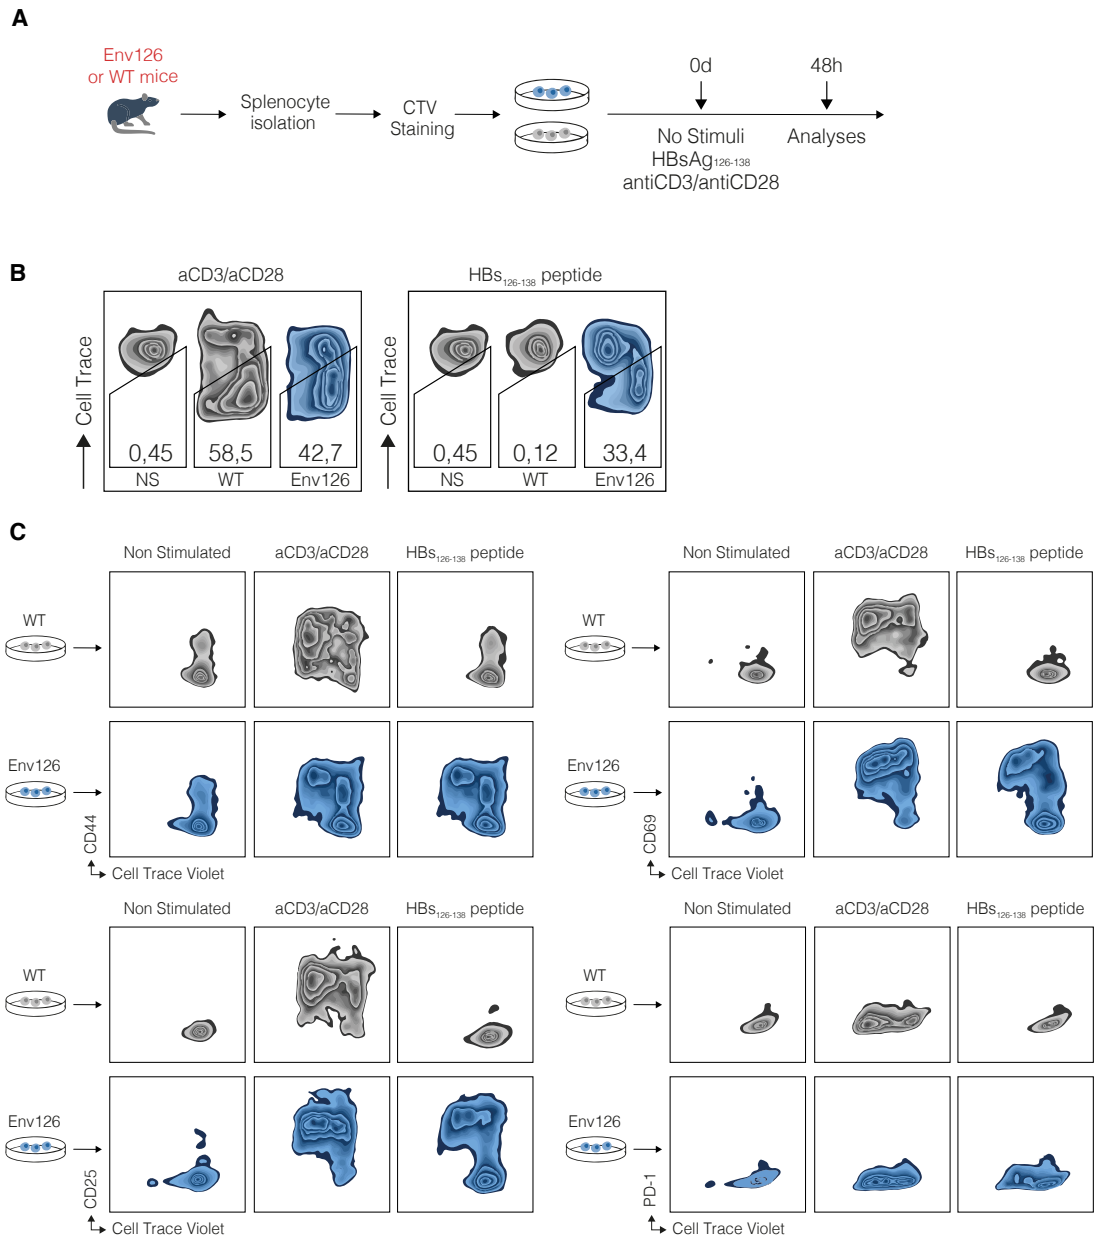 A
Env126
or WT mice
Splenocyte
isolation
CTV
Staining
0d
48h
No Stimuli
HBsAg126-138
antiCD3/antiCD28
Analyses
B
aCD3/aCD28
HBs126-138 peptide
Cell Trace
0,45
58,5
42,7
NS
WT
Env126
Cell Trace
0,45
0,12
33,4
NS
WT
Env126
C
Non Stimulated
aCD3/aCD28
HBs126-138 peptide
WT
Env126
CD44
Cell Trace Violet
Non Stimulated
aCD3/aCD28
HBs126-138 peptide
WT
Env126
CD69
Cell Trace Violet
Non Stimulated
aCD3/aCD28
HBs126-138 peptide
WT
Env126
CD25
Cell Trace Violet
Non Stimulated
aCD3/aCD28
HBs126-138 peptide
WT
Env126
PD-1
Cell Trace Violet